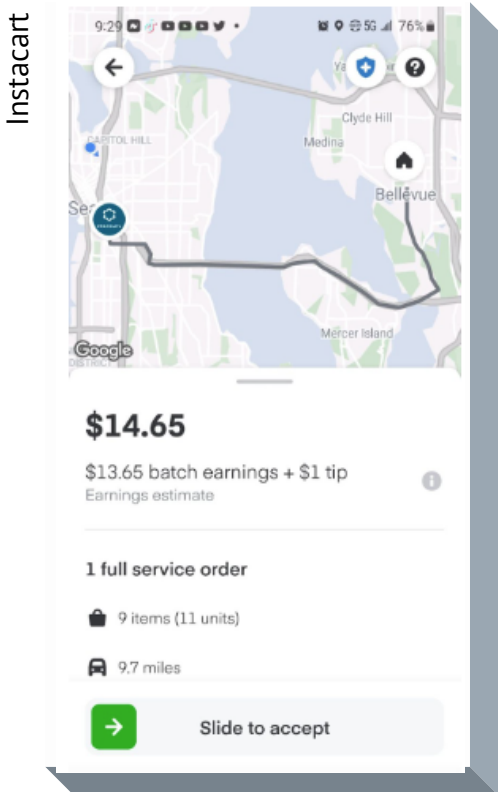 Instacart
9:29
5G 76%
Clyde Hill
Medina
CAPITOL HILL
Bellevue
Mercer Island
Google
DISTRICT
$14.65
$13.65 batch earnings + $1 tip
Earnings estimate
1 full service order
9 items (11 units)
9.7 miles
Slide to accept